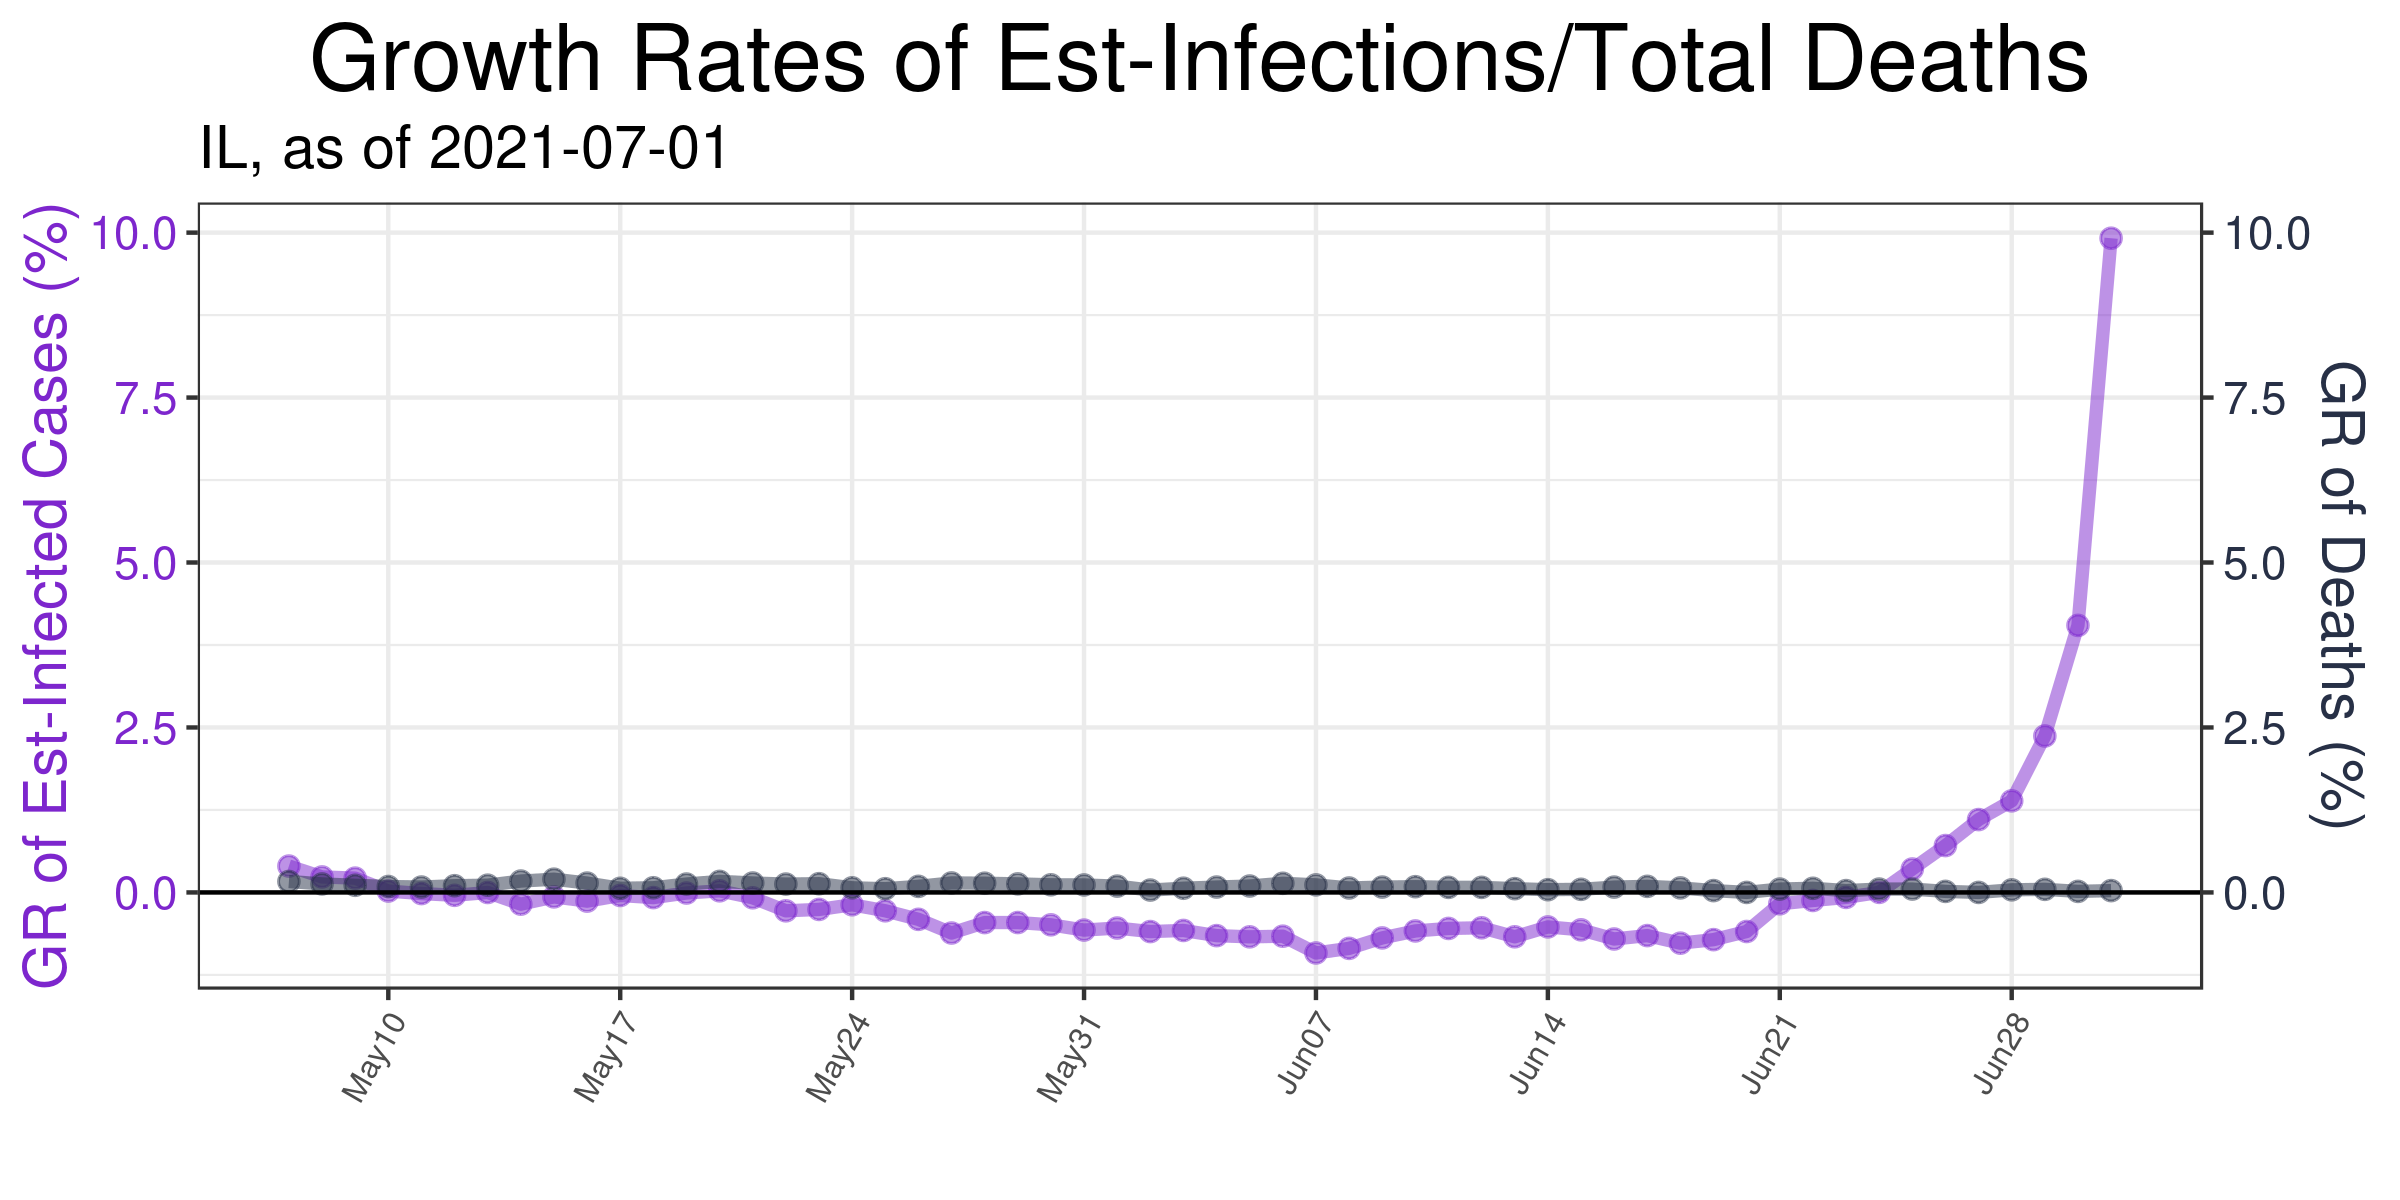 Growth Rates of Est-Infections/Total Deaths
IL, as of 2021-07-01
GR of Est-Infected Cases (%)
10.0
7.5
5.0
2.5
0.0
10.0
7.5
5.0
2.5
0.0
GR of Deaths (%)
May10
May17
May24
May31
Jun07
Jun14
Jun21
Jun28